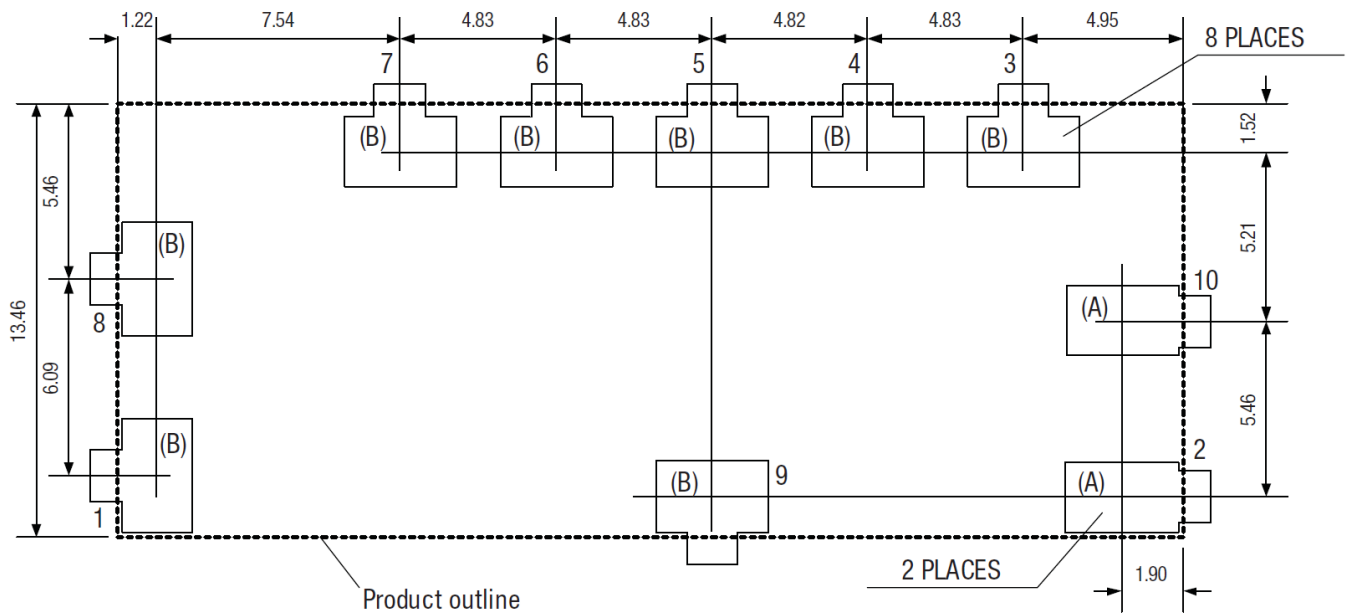 1.22 7.54 4.83 4.83 4.82 4.83 4.95
7 6 5 4 3 8 PLACES
(B) (B) (B) (B) (B) 1.52
5.46 5.21
(B)
10
(A)
8
13.46
6.09 5.46
(B) (B) 9 (A) 2
1
2 PLACES 1.90
Product outline